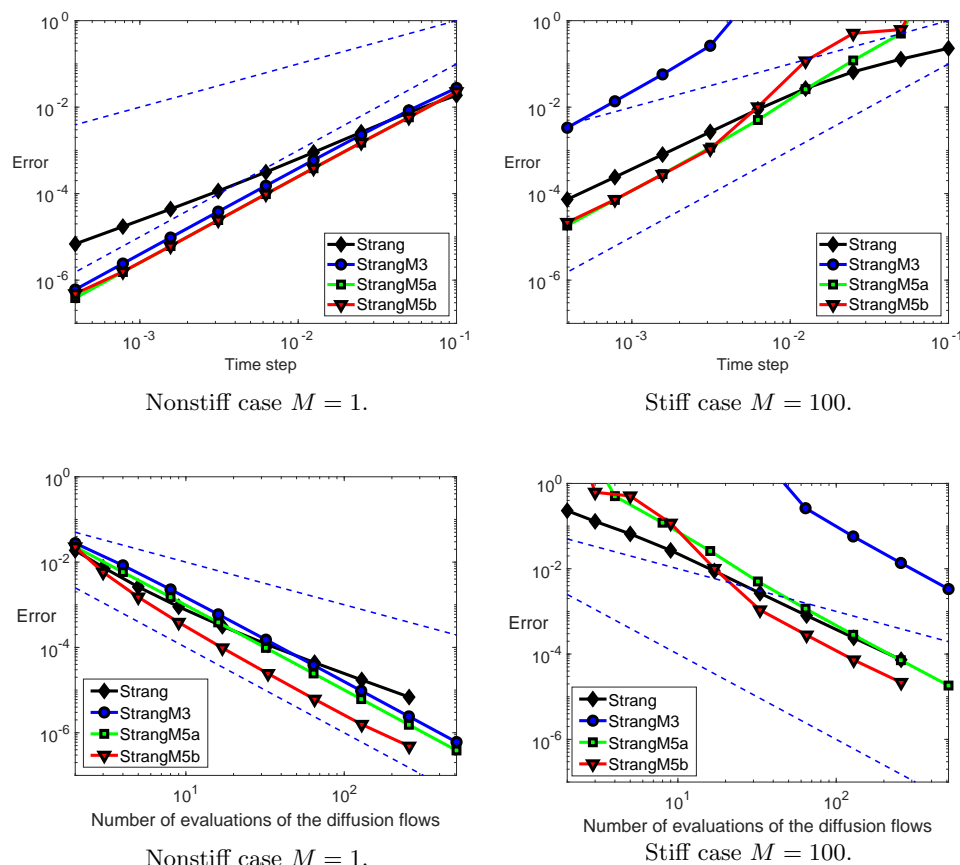 10^0
10^-2
Error
10^-4
10^-6
Strang
StrangM3
StrangM5a
StrangM5b
10^-3
10^-2
10^-1
Time step
Nonstiff case M = 1.
10^0
10^-2
Error
10^-4
10^-6
Strang
StrangM3
StrangM5a
StrangM5b
10^-3
10^-2
10^-1
Time step
Stiff case M = 100.
10^0
10^-2
Error
10^-4
10^-6
Strang
StrangM3
StrangM5a
StrangM5b
10^1
10^2
Number of evaluations of the diffusion flows
Nonstiff case M = 1.
10^0
10^-2
Error
10^-4
10^-6
Strang
StrangM3
StrangM5a
StrangM5b
10^1
10^2
Number of evaluations of the diffusion flows
Stiff case M = 100.